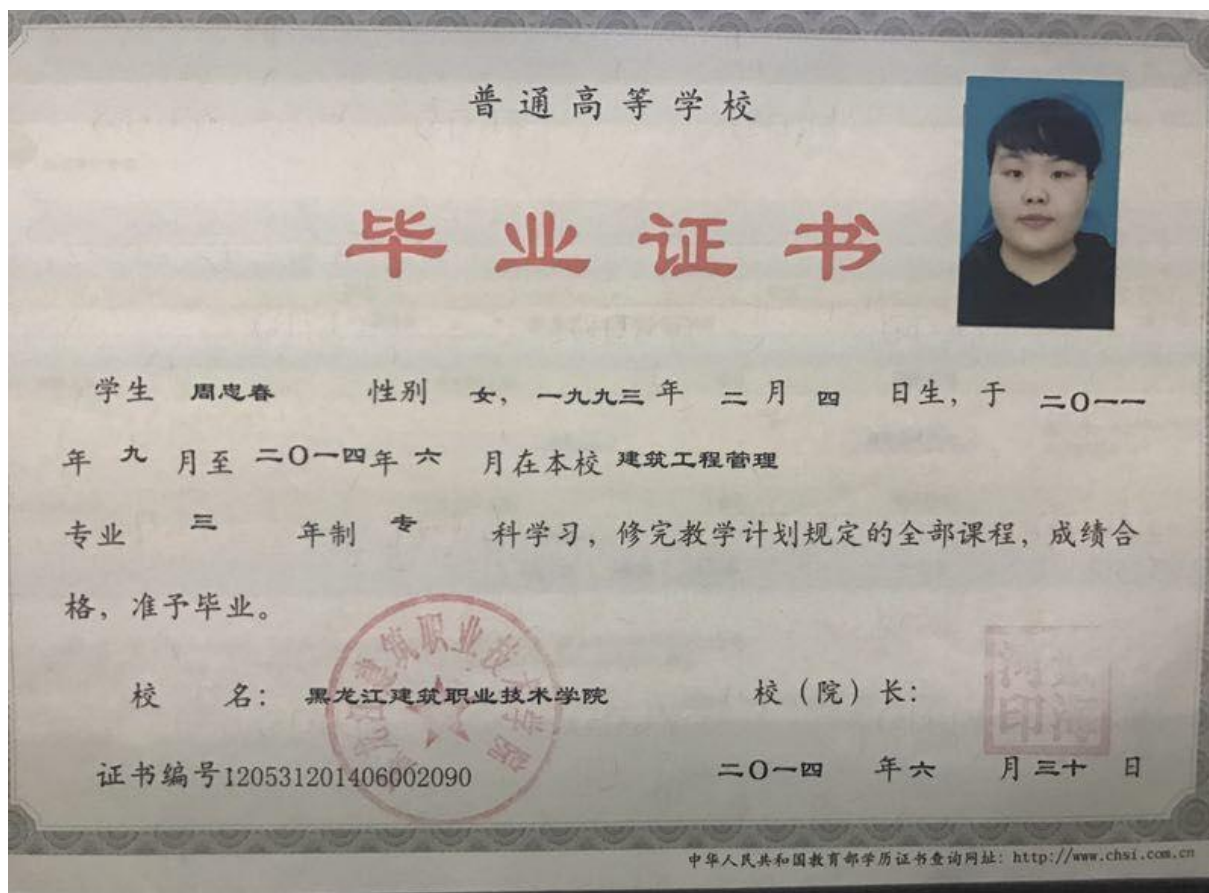 普通高等学校
毕业证书
学生 周忠春 性别 女，一九九三年 二月 四 日生，于 二〇一一
年 九 月至 二〇一四年 六 月在本校 建筑工程管理
专业 三 年制 专 科学习，修完教学计划规定的全部课程，成绩合
格，准予毕业。
校 名：黑龙江建筑职业技术学院 校（院）长：
证书编号120531201406002090 二〇一四 年 六 月 三十 日
中华人民共和国教育部学历证书查询网址：http://www.chsi.com.cn